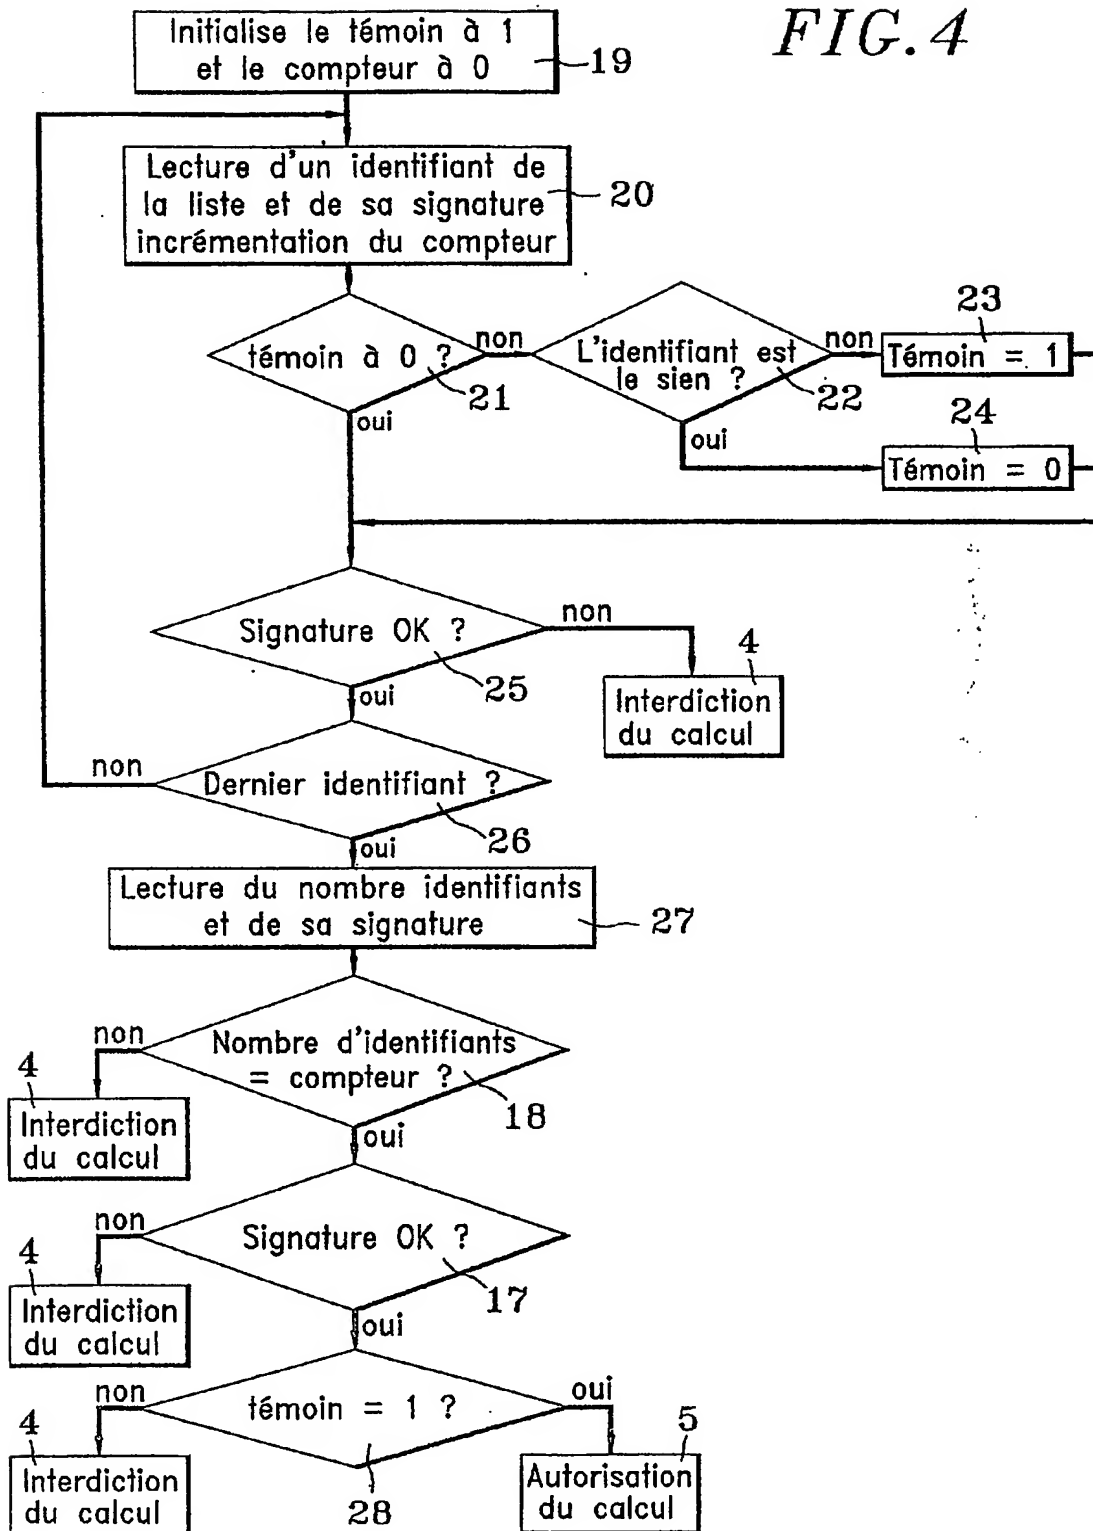 FIG.4
Initialise le témoin à 1
et le compteur à 0
19
Lecture d'un identifiant de
la liste et de sa signature
incrémentation du compteur
20
témoin à 0 ?
21
non
oui
L'identifiant est
le sien ?
22
non
oui
23
Témoin = 1
24
Témoin = 0
Signature OK ?
25
non
oui
4
Interdiction
du calcul
Dernier identifiant ?
26
non
oui
Lecture du nombre identifiants
et de sa signature
27
Nombre d'identifiants
= compteur ?
18
non
oui
4
Interdiction
du calcul
Signature OK ?
17
non
oui
4
Interdiction
du calcul
témoin = 1 ?
28
non
oui
4
Interdiction
du calcul
5
Autorisation
du calcul